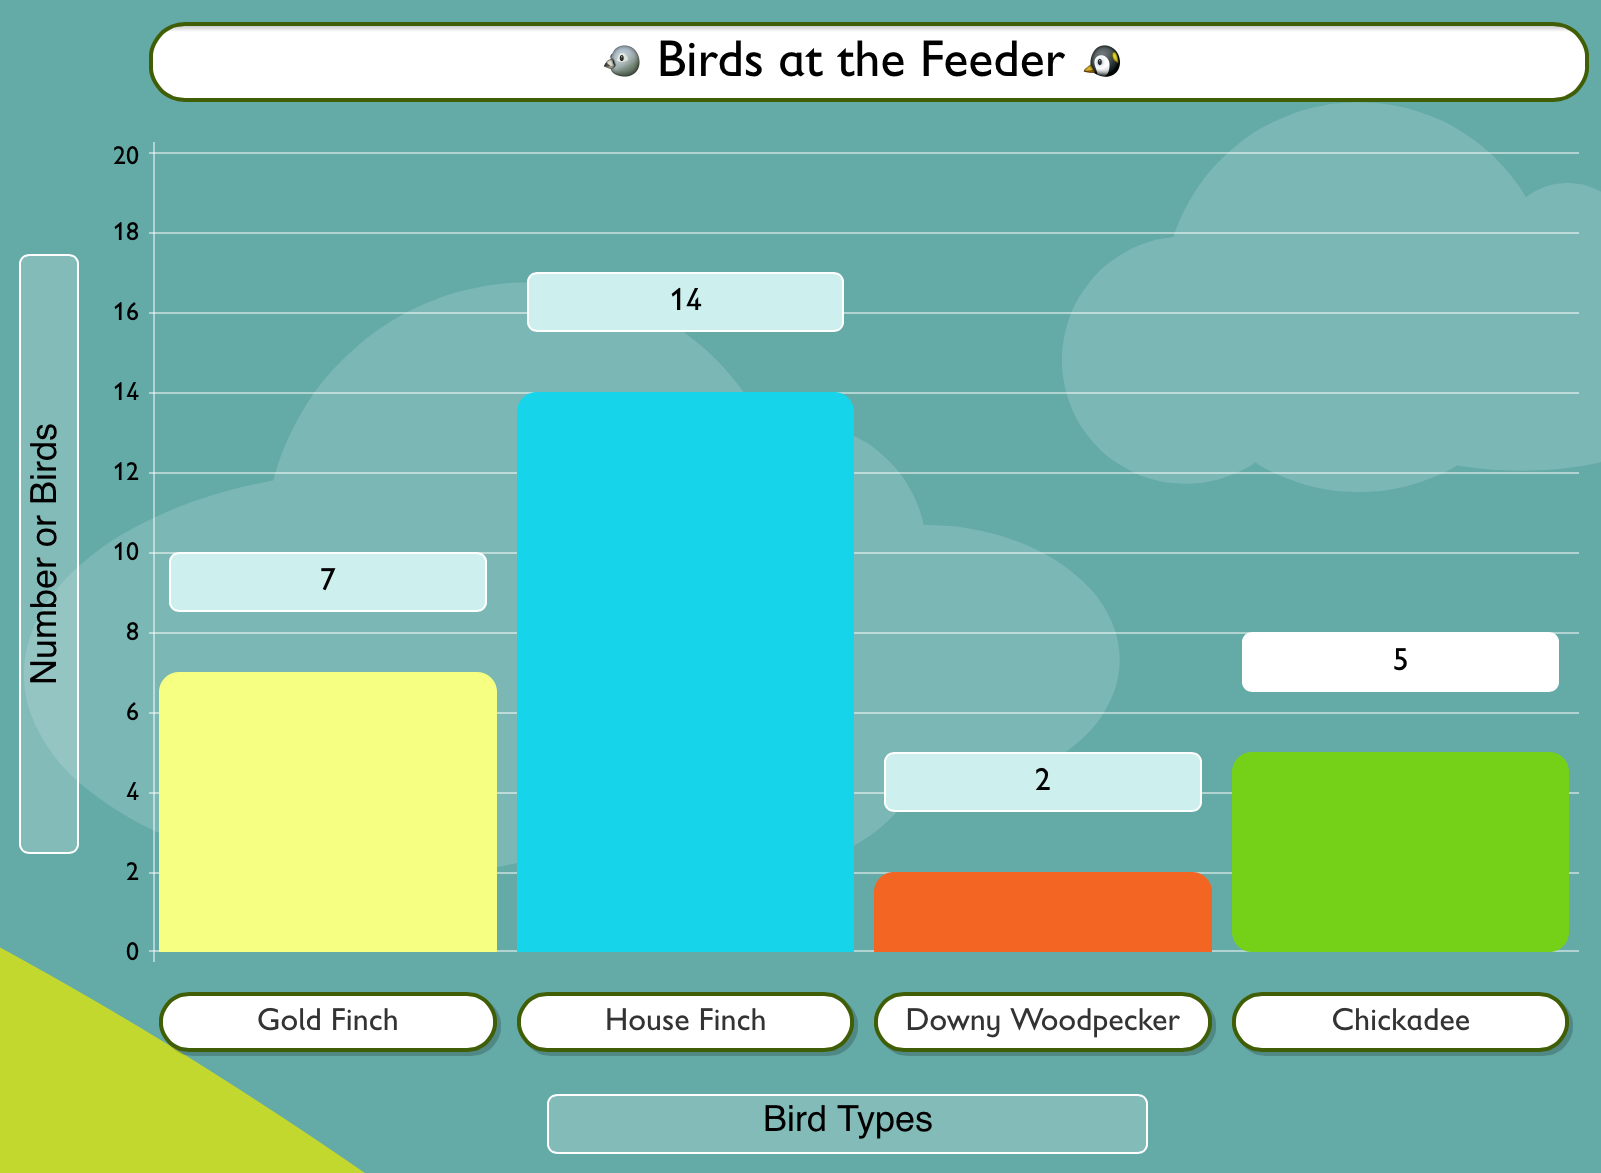 Birds at the Feeder
20
18
16
14
12
10
8
6
4
2
0
Number or Birds
7
14
2
5
Gold Finch
House Finch
Downy Woodpecker
Chickadee
Bird Types